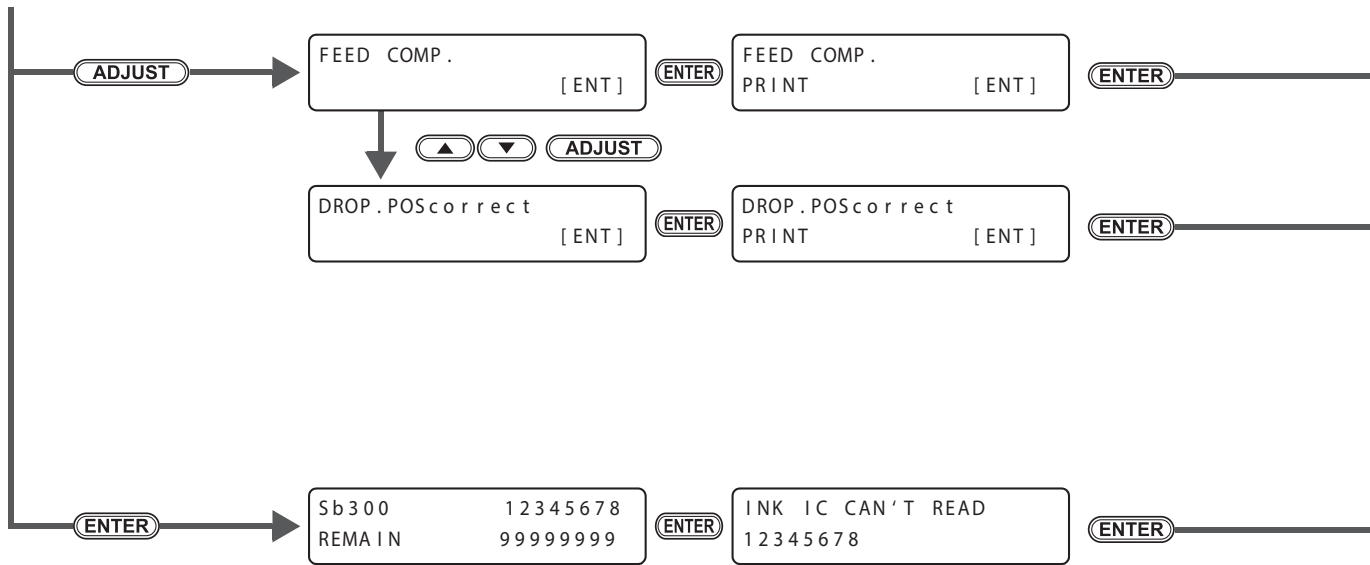 ADJUST
FEED COMP.
[ENT]
ENTER
FEED COMP.
PRINT [ENT]
ENTER
▲ ▼ ADJUST
DROP.POScorrect
[ENT]
ENTER
DROP.POScorrect
PRINT [ENT]
ENTER
ENTER
Sb300 12345678
REMAIN 99999999
ENTER
INK IC CAN'T READ
12345678
ENTER